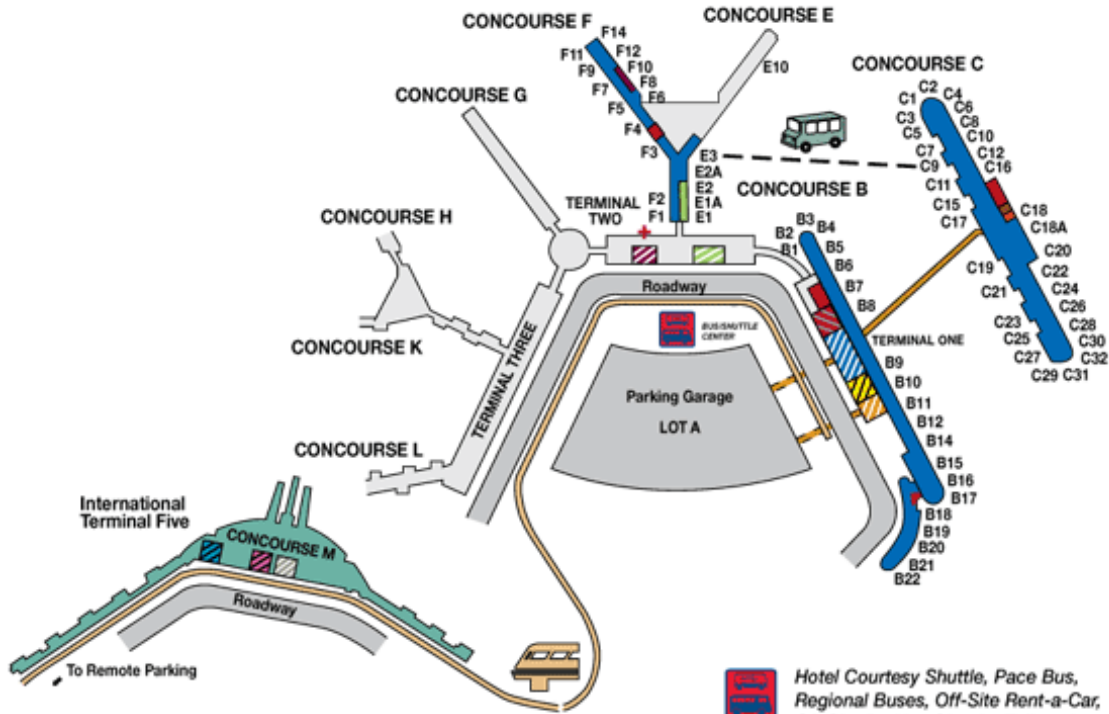 CONCOURSE E
CONCOURSE F
F14
F12
F11
F10
F9
F8
F7
F6
F5
F4
F3
F2
F1
E10
E3
E2A
E2
E1A
E1
CONCOURSE G
CONCOURSE C
C2
C1
C4
C3
C6
C5
C8
C7
C10
C9
C12
C16
C11
C15
C18
C17
C18A
C20
C19
C22
C21
C24
C26
C23
C28
C25
C30
C27
C32
C29
C31
CONCOURSE B
B3
B2
B4
B1
B5
B6
B7
B8
TERMINAL ONE
B9
B10
B11
B12
B14
B15
B16
B17
B18
B19
B20
B21
B22
TERMINAL
TWO
CONCOURSE H
Roadway
BUS/SHUTTLE
CENTER
CONCOURSE K
TERMINAL THREE
Parking Garage
LOT A
CONCOURSE L
International
Terminal Five
CONCOURSE M
Roadway
To Remote Parking
Hotel Courtesy Shuttle, Pace Bus,
Regional Buses, Off-Site Rent-a-Car,